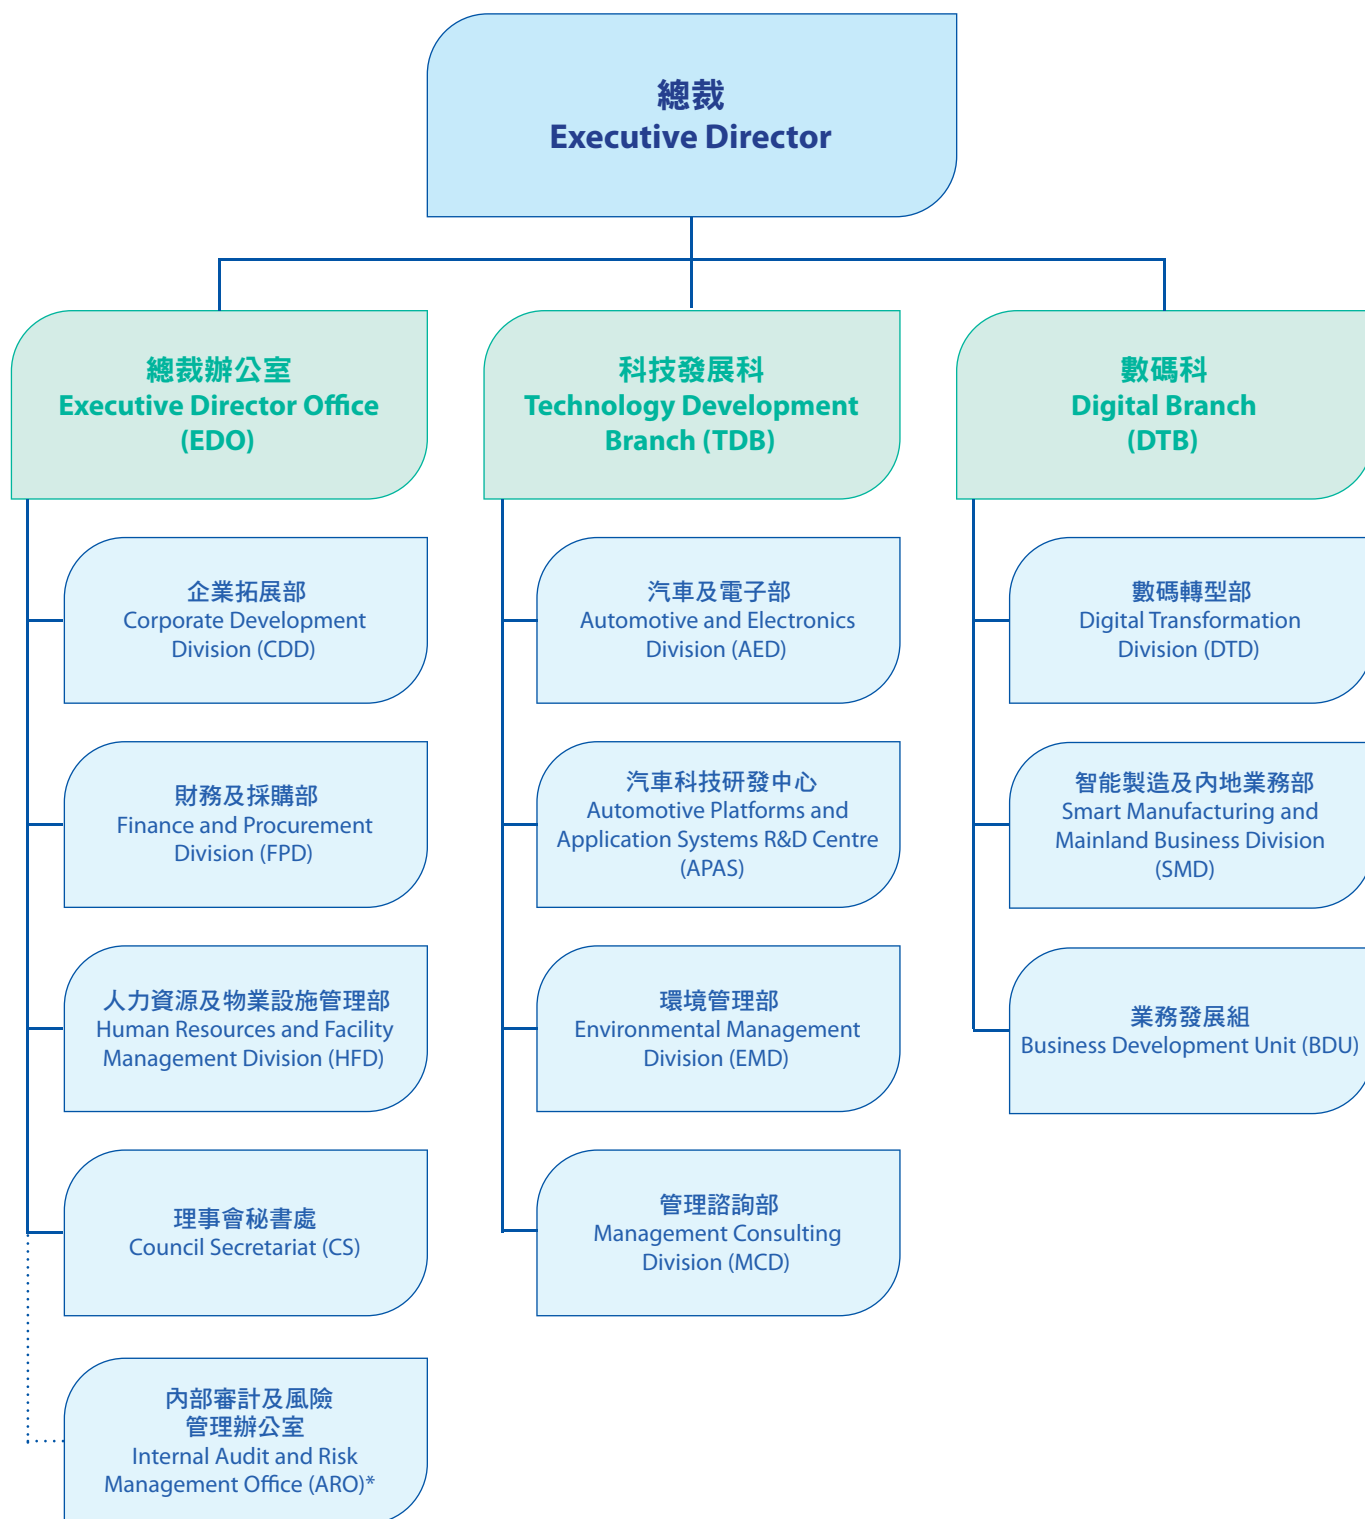 總裁
Executive Director
總裁辦公室
Executive Director Office
(EDO)
科技發展科
Technology Development
Branch (TDB)
數碼科
Digital Branch
(DTB)
企業拓展部
Corporate Development
Division (CDD)
財務及採購部
Finance and Procurement
Division (FPD)
人力資源及物業設施管理部
Human Resources and Facility
Management Division (HFD)
理事會秘書處
Council Secretariat (CS)
內部審計及風險
管理辦公室
Internal Audit and Risk
Management Office (ARO)*
汽車及電子部
Automotive and Electronics
Division (AED)
汽車科技研發中心
Automotive Platforms and
Application Systems R&D Centre
(APAS)
環境管理部
Environmental Management
Division (EMD)
管理諮詢部
Management Consulting
Division (MCD)
數碼轉型部
Digital Transformation
Division (DTD)
智能製造及內地業務部
Smart Manufacturing and
Mainland Business Division
(SMD)
業務發展組
Business Development Unit (BDU)